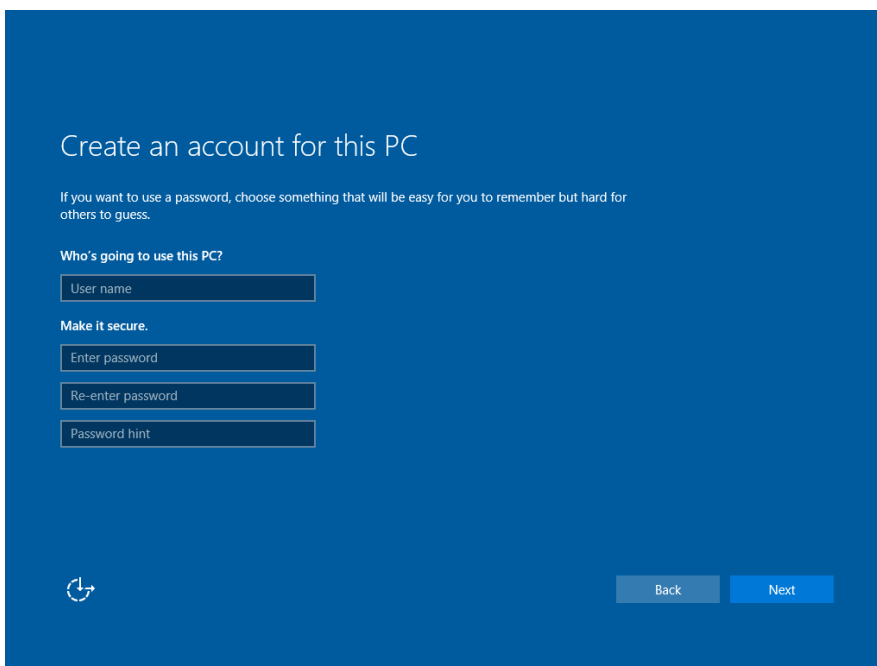 Create an account for this PC
If you want to use a password, choose something that will be easy for you to remember but hard for
others to guess.
Who's going to use this PC?
User name
Make it secure.
Enter password
Re-enter password
Password hint
Back
Next